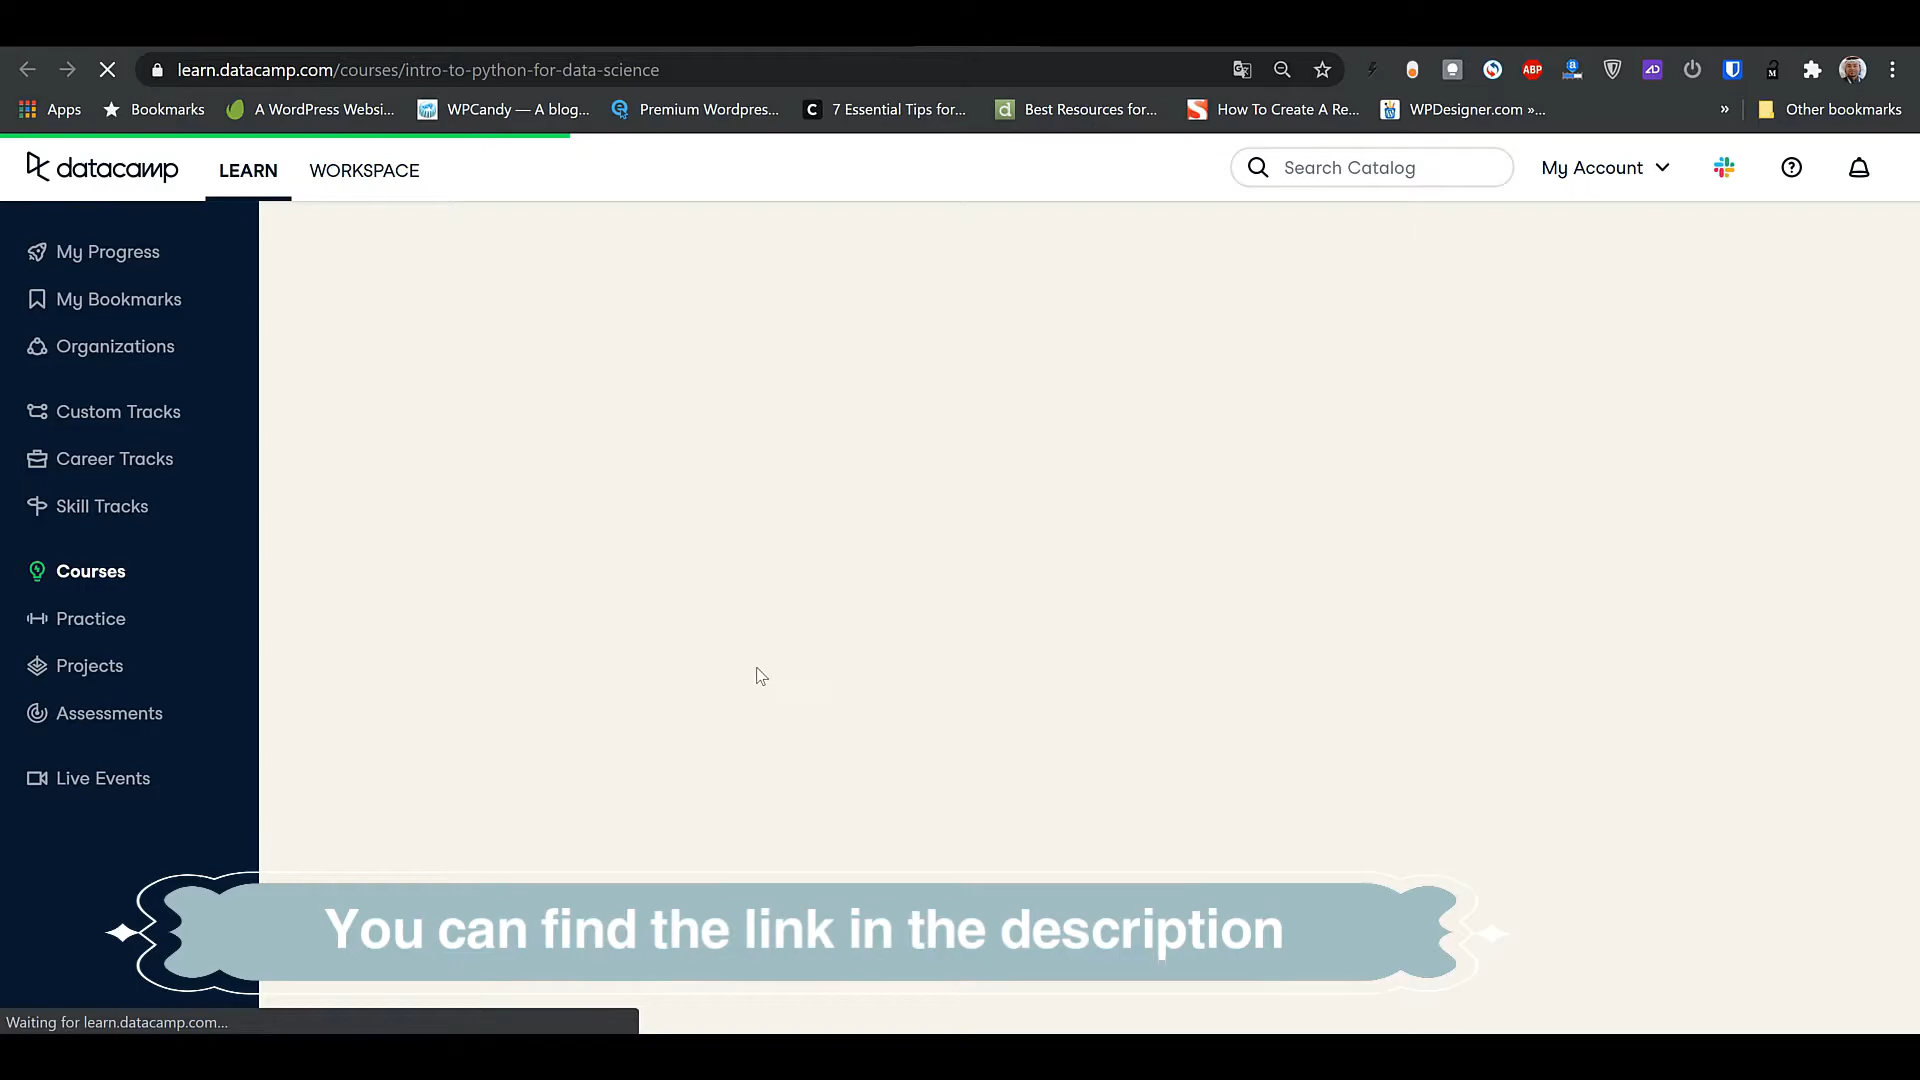 learn.datacamp.com/courses/intro-to-python-for-data-science
ABP
Apps
Bookmarks
A WordPress Websi...
WPCandy — A blog...
Premium Wordpres...
7 Essential Tips for...
Best Resources for...
How To Create A Re...
WPDesigner.com »...
»
Other bookmarks
datacamp
LEARN
WORKSPACE
Search Catalog
My Account
My Progress
My Bookmarks
Organizations
Custom Tracks
Career Tracks
Skill Tracks
Courses
Practice
Projects
Assessments
Live Events
You can find the link in the description
Waiting for learn.datacamp.com...